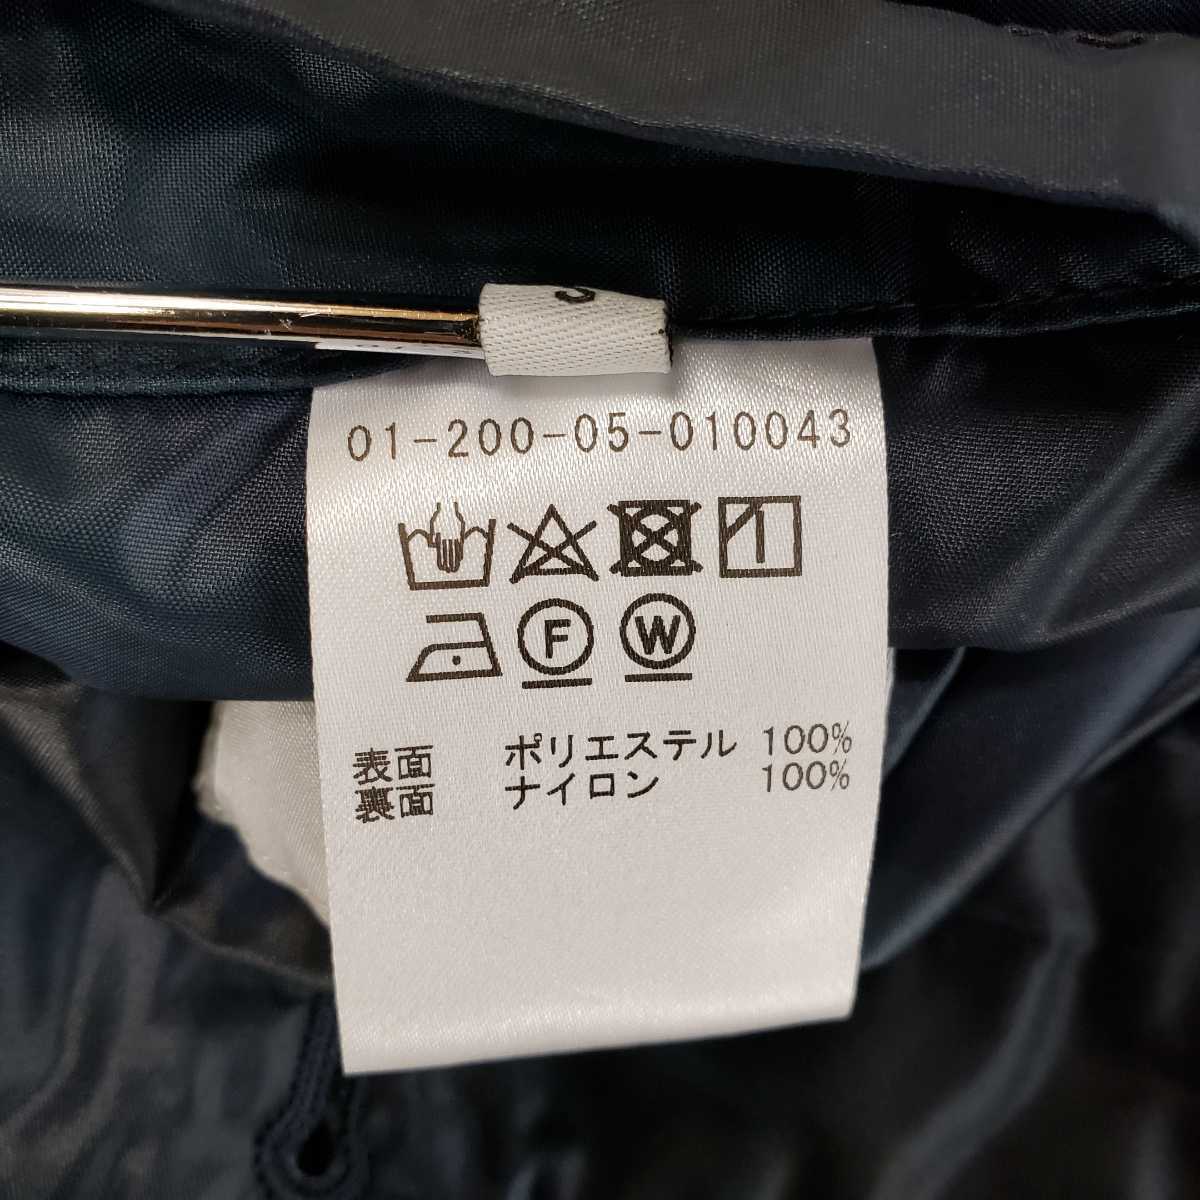 01-200-05-010043
F W
表面 ポリエステル 100%
裏面 ナイロン 100%